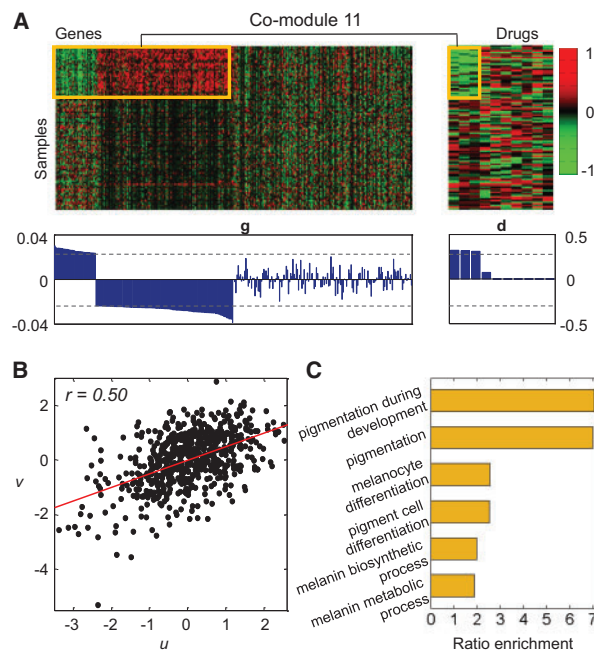 A
Co-module 11
Genes
Drugs
Samples
1
0
-1
g
d
0.04
0
-0.04
0.5
0
-0.5
B
r = 0.50
v
2
0
-2
-4
-3 -2 -1 0 1 2
u
C
pigmentation during
development
pigmentation
melanocyte
differentiation
pigment cell
differentiation
melanin biosynthetic
process
melanin metabolic
process
0 1 2 3 4 5 6 7
Ratio enrichment